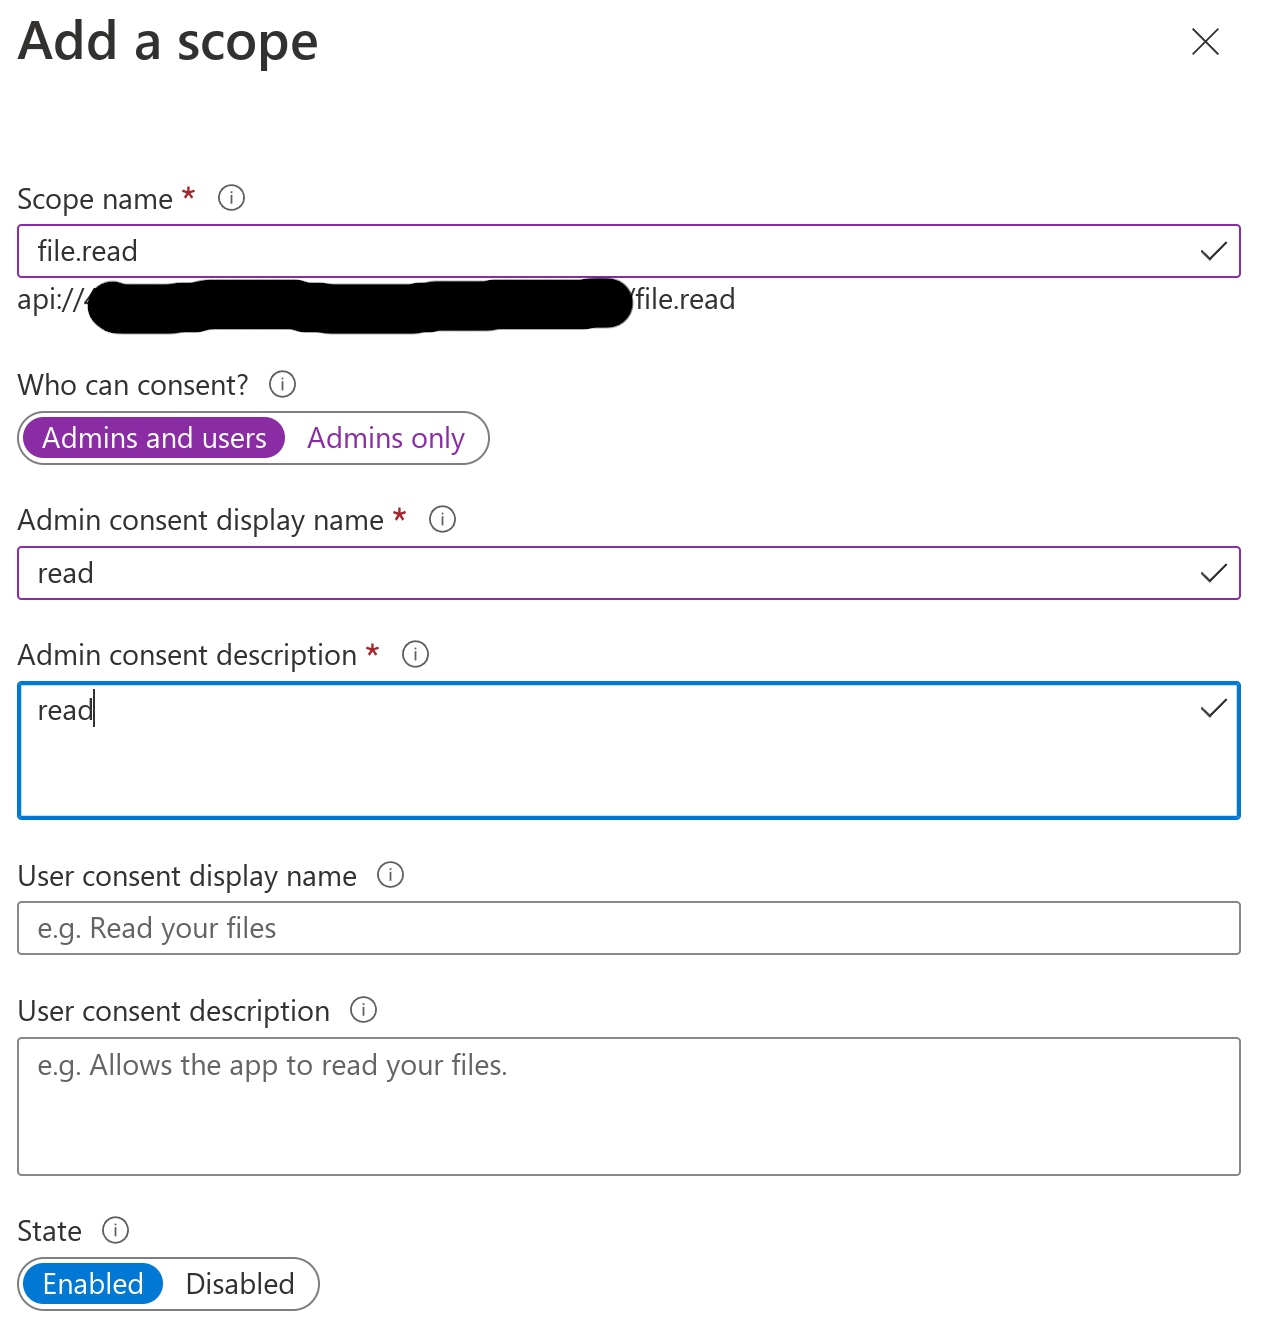 Add a scope
Scope name *
file.read
api://
/file.read
Who can consent?
Admins and users Admins only
Admin consent display name *
read
Admin consent description *
read
User consent display name
e.g. Read your files
User consent description
e.g. Allows the app to read your files.
State
Enabled Disabled